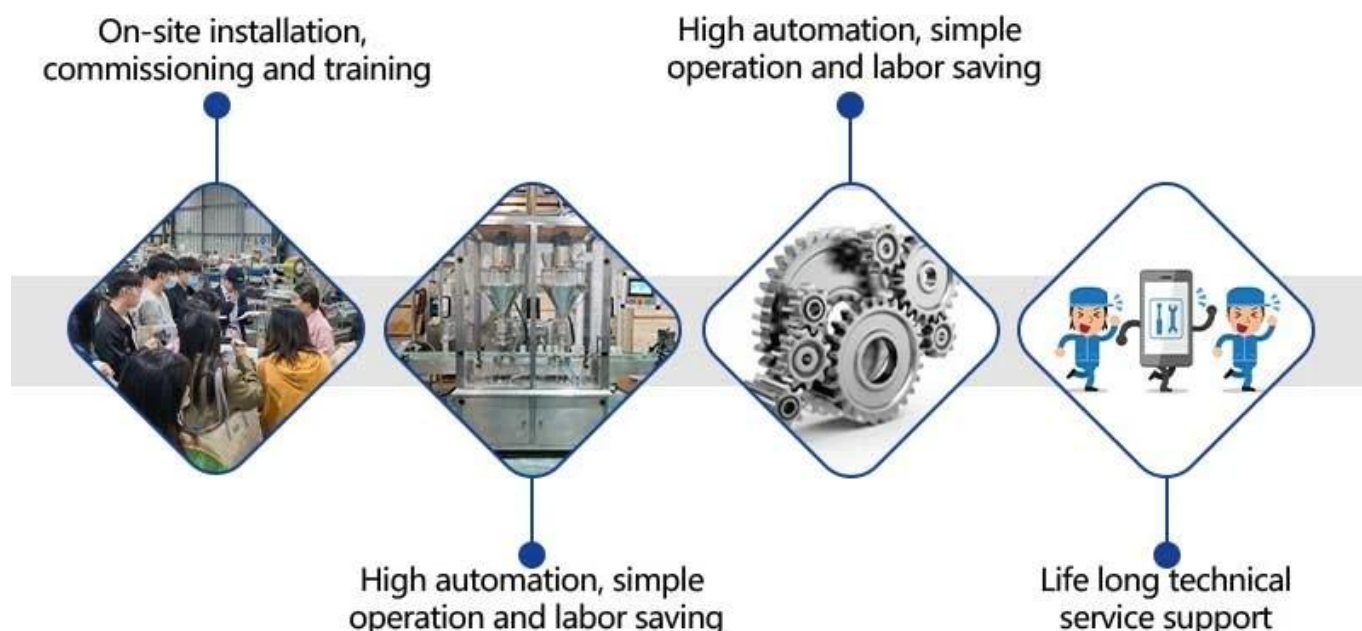 On-site installation,
commissioning and training
High automation, simple
operation and labor saving
High automation, simple
operation and labor saving
Life long technical
service support